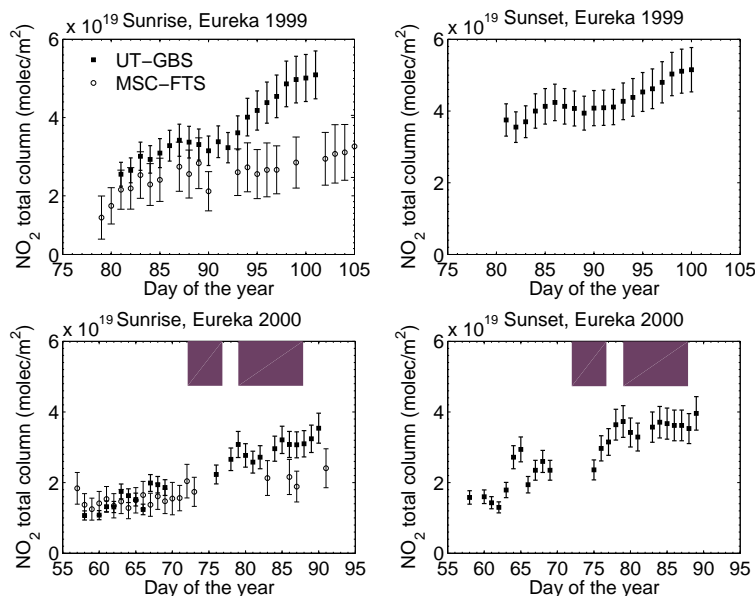 x 10^19 Sunrise, Eureka 1999
NO2 total column (molec/m^2)
6
4
2
0
UT−GBS
MSC−FTS
75 80 85 90 95 100 105
Day of the year
x 10^19 Sunset, Eureka 1999
NO2 total column (molec/m^2)
6
4
2
0
75 80 85 90 95 100 105
Day of the year
x 10^19 Sunrise, Eureka 2000
NO2 total column (molec/m^2)
6
4
2
0
55 60 65 70 75 80 85 90 95
Day of the year
x 10^19 Sunset, Eureka 2000
NO2 total column (molec/m^2)
6
4
2
0
55 60 65 70 75 80 85 90 95
Day of the year